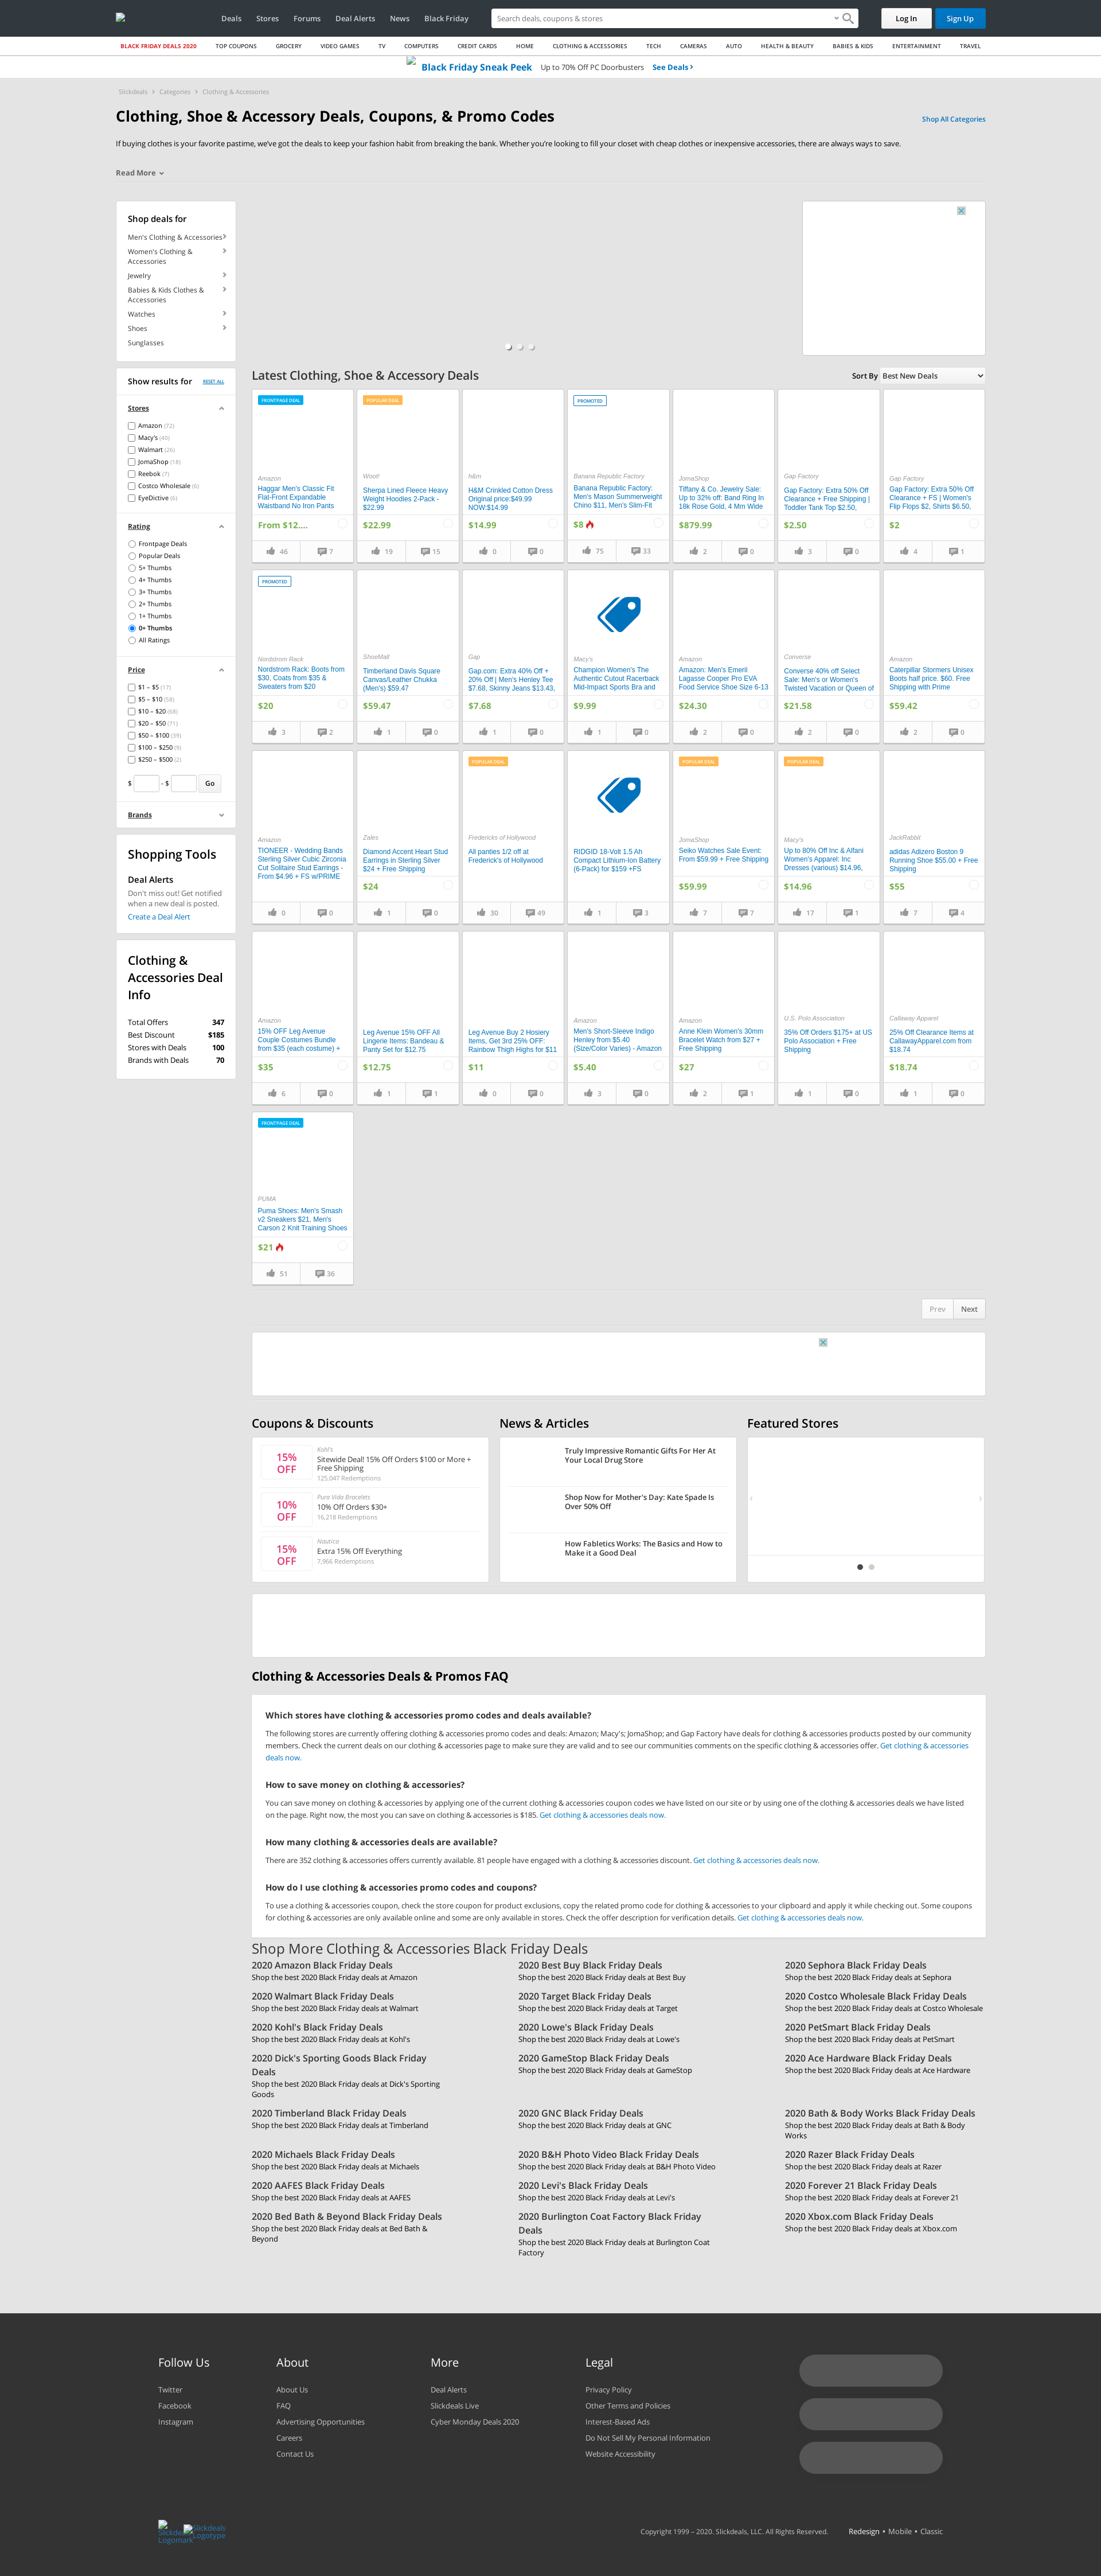 Deals Stores Forums Deal Alerts News Black Friday Search deals, coupons & stores Log In Sign Up
BLACK FRIDAY DEALS 2020 TOP COUPONS GROCERY VIDEO GAMES TV COMPUTERS CREDIT CARDS HOME CLOTHING & ACCESSORIES TECH CAMERAS AUTO HEALTH & BEAUTY BABIES & KIDS ENTERTAINMENT TRAVEL
Black Friday Sneak Peek Up to 70% Off PC Doorbusters See Deals
Slickdeals Categories Clothing & Accessories
Clothing, Shoe & Accessory Deals, Coupons, & Promo Codes
Shop All Categories
If buying clothes is your favorite pastime, we've got the deals to keep your fashion habit from breaking the bank. Whether you're looking to fill your closet with cheap clothes or inexpensive accessories, there are always ways to save.
Read More
Shop deals for
Men's Clothing & Accessories
Women's Clothing &
Accessories
Jewelry
Babies & Kids Clothes &
Accessories
Watches
Shoes
Sunglasses
Show results for RESET ALL
Stores
Amazon (72)
Macy's (40)
Walmart (26)
JomaShop (18)
Reebok (7)
Costco Wholesale (6)
EyeDictive (6)
Rating
Frontpage Deals
Popular Deals
5+ Thumbs
4+ Thumbs
3+ Thumbs
2+ Thumbs
1+ Thumbs
0+ Thumbs
All Ratings
Price
$1 – $5 (17)
$5 – $10 (58)
$10 – $20 (68)
$20 – $50 (71)
$50 – $100 (39)
$100 – $250 (9)
$250 – $500 (2)
$ - $ Go
Brands
Shopping Tools
Deal Alerts
Don't miss out! Get notified
when a new deal is posted.
Create a Deal Alert
Clothing &
Accessories Deal
Info
Total Offers 347
Best Discount $185
Stores with Deals 100
Brands with Deals 70
Latest Clothing, Shoe & Accessory Deals
Sort By Best New Deals
FRONTPAGE DEAL
Amazon
Haggar Men's Classic Fit
Flat-Front Expandable
Waistband No Iron Pants
From $12....
46 7
POPULAR DEAL
Woot!
Sherpa Lined Fleece Heavy
Weight Hoodies 2-Pack -
$22.99
$22.99
19 15
h&m
H&M Crinkled Cotton Dress
Original price:$49.99
NOW:$14.99
$14.99
0 0
PROMOTED
Banana Republic Factory
Banana Republic Factory:
Men's Mason Summerweight
Chino $11, Men's Slim-Fit
$8
75 33
JomaShop
Tiffany & Co. Jewelry Sale:
Up to 32% off: Band Ring In
18k Rose Gold, 4 Mm Wide
$879.99
2 0
Gap Factory
Gap Factory: Extra 50% Off
Clearance + Free Shipping |
Toddler Tank Top $2.50,
$2.50
3 0
Gap Factory
Gap Factory: Extra 50% Off
Clearance + FS | Women's
Flip Flops $2, Shirts $6.50,
$2
4 1
PROMOTED
Nordstrom Rack
Nordstrom Rack: Boots from
$30, Coats from $35 &
Sweaters from $20
$20
3 2
ShoeMall
Timberland Davis Square
Canvas/Leather Chukka
(Men's) $59.47
$59.47
1 0
Gap
Gap.com: Extra 40% Off +
20% Off | Men's Henley Tee
$7.68, Skinny Jeans $13.43,
$7.68
1 0
Macy's
Champion Women's The
Authentic Cutout Racerback
Mid-Impact Sports Bra and
$9.99
1 0
Amazon
Amazon: Men's Emeril
Lagasse Cooper Pro EVA
Food Service Shoe Size 6-13
$24.30
2 0
Converse
Converse 40% off Select
Sale: Men's or Women's
Twisted Vacation or Queen of
$21.58
2 0
Amazon
Caterpillar Stormers Unisex
Boots half price. $60. Free
Shipping with Prime
$59.42
2 0
Amazon
TIONEER - Wedding Bands
Sterling Silver Cubic Zirconia
Cut Solitaire Stud Earrings -
From $4.96 + FS w/PRIME
0 0
Zales
Diamond Accent Heart Stud
Earrings in Sterling Silver
$24 + Free Shipping
$24
1 0
POPULAR DEAL
Fredericks of Hollywood
All panties 1/2 off at
Frederick's of Hollywood
30 49
RIDGID 18-Volt 1.5 Ah
Compact Lithium-Ion Battery
(6-Pack) for $159 +FS
1 3
POPULAR DEAL
JomaShop
Seiko Watches Sale Event:
From $59.99 + Free Shipping
$59.99
7 7
POPULAR DEAL
Macy's
Up to 80% Off Inc & Alfani
Women's Apparel: Inc
Dresses (various) $14.96,
$14.96
17 1
JackRabbit
adidas Adizero Boston 9
Running Shoe $55.00 + Free
Shipping
$55
7 4
Amazon
15% OFF Leg Avenue
Couple Costumes Bundle
from $35 (each costume) +
$35
6 0
Leg Avenue 15% OFF All
Lingerie Items: Bandeau &
Panty Set for $12.75
$12.75
1 1
Leg Avenue Buy 2 Hosiery
Items, Get 3rd 25% OFF:
Rainbow Thigh Highs for $11
$11
0 0
Amazon
Men's Short-Sleeve Indigo
Henley from $5.40
(Size/Color Varies) - Amazon
$5.40
3 0
Amazon
Anne Klein Women's 30mm
Bracelet Watch from $27 +
Free Shipping
$27
2 1
U.S. Polo Association
35% Off Orders $175+ at US
Polo Association + Free
Shipping
1 0
Callaway Apparel
25% Off Clearance Items at
CallawayApparel.com from
$18.74
$18.74
1 0
FRONTPAGE DEAL
PUMA
Puma Shoes: Men's Smash
v2 Sneakers $21, Men's
Carson 2 Knit Training Shoes
$21
51 36
Prev Next
Coupons & Discounts
15%
OFF
Kohl's
Sitewide Deal! 15% Off Orders $100 or More +
Free Shipping
125,047 Redemptions
10%
OFF
Pura Vida Bracelets
10% Off Orders $30+
16,218 Redemptions
15%
OFF
Nautica
Extra 15% Off Everything
7,966 Redemptions
News & Articles
Truly Impressive Romantic Gifts For Her At
Your Local Drug Store
Shop Now for Mother's Day: Kate Spade Is
Over 50% Off
How Fabletics Works: The Basics and How to
Make it a Good Deal
Featured Stores
Clothing & Accessories Deals & Promos FAQ
Which stores have clothing & accessories promo codes and deals available?
The following stores are currently offering clothing & accessories promo codes and deals: Amazon; Macy's; JomaShop; and Gap Factory have deals for clothing & accessories products posted by our community
members. Check the current deals on our clothing & accessories page to make sure they are valid and to see our communities comments on the specific clothing & accessories offer. Get clothing & accessories
deals now.
How to save money on clothing & accessories?
You can save money on clothing & accessories by applying one of the current clothing & accessories coupon codes we have listed on our site or by using one of the clothing & accessories deals we have listed
on the page. Right now, the most you can save on clothing & accessories is $185. Get clothing & accessories deals now.
How many clothing & accessories deals are available?
There are 352 clothing & accessories offers currently available. 81 people have engaged with a clothing & accessories discount. Get clothing & accessories deals now.
How do I use clothing & accessories promo codes and coupons?
To use a clothing & accessories coupon, check the store coupon for product exclusions, copy the related promo code for clothing & accessories to your clipboard and apply it while checking out. Some coupons
for clothing & accessories are only available online and some are only available in stores. Check the offer description for verification details. Get clothing & accessories deals now.
Shop More Clothing & Accessories Black Friday Deals
2020 Amazon Black Friday Deals
Shop the best 2020 Black Friday deals at Amazon
2020 Best Buy Black Friday Deals
Shop the best 2020 Black Friday deals at Best Buy
2020 Sephora Black Friday Deals
Shop the best 2020 Black Friday deals at Sephora
2020 Walmart Black Friday Deals
Shop the best 2020 Black Friday deals at Walmart
2020 Target Black Friday Deals
Shop the best 2020 Black Friday deals at Target
2020 Costco Wholesale Black Friday Deals
Shop the best 2020 Black Friday deals at Costco Wholesale
2020 Kohl's Black Friday Deals
Shop the best 2020 Black Friday deals at Kohl's
2020 Lowe's Black Friday Deals
Shop the best 2020 Black Friday deals at Lowe's
2020 PetSmart Black Friday Deals
Shop the best 2020 Black Friday deals at PetSmart
2020 Dick's Sporting Goods Black Friday
Deals
Shop the best 2020 Black Friday deals at Dick's Sporting
Goods
2020 GameStop Black Friday Deals
Shop the best 2020 Black Friday deals at GameStop
2020 Ace Hardware Black Friday Deals
Shop the best 2020 Black Friday deals at Ace Hardware
2020 Timberland Black Friday Deals
Shop the best 2020 Black Friday deals at Timberland
2020 GNC Black Friday Deals
Shop the best 2020 Black Friday deals at GNC
2020 Bath & Body Works Black Friday Deals
Shop the best 2020 Black Friday deals at Bath & Body
Works
2020 Michaels Black Friday Deals
Shop the best 2020 Black Friday deals at Michaels
2020 B&H Photo Video Black Friday Deals
Shop the best 2020 Black Friday deals at B&H Photo Video
2020 Razer Black Friday Deals
Shop the best 2020 Black Friday deals at Razer
2020 AAFES Black Friday Deals
Shop the best 2020 Black Friday deals at AAFES
2020 Levi's Black Friday Deals
Shop the best 2020 Black Friday deals at Levi's
2020 Forever 21 Black Friday Deals
Shop the best 2020 Black Friday deals at Forever 21
2020 Bed Bath & Beyond Black Friday Deals
Shop the best 2020 Black Friday deals at Bed Bath &
Beyond
2020 Burlington Coat Factory Black Friday
Deals
Shop the best 2020 Black Friday deals at Burlington Coat
Factory
2020 Xbox.com Black Friday Deals
Shop the best 2020 Black Friday deals at Xbox.com
Follow Us
Twitter
Facebook
Instagram
About
About Us
FAQ
Advertising Opportunities
Careers
Contact Us
More
Deal Alerts
Slickdeals Live
Cyber Monday Deals 2020
Legal
Privacy Policy
Other Terms and Policies
Interest-Based Ads
Do Not Sell My Personal Information
Website Accessibility
Slickdeals
Logomark
Slickdeals
Logotype
Copyright 1999 – 2020. Slickdeals, LLC. All Rights Reserved. Redesign • Mobile • Classic